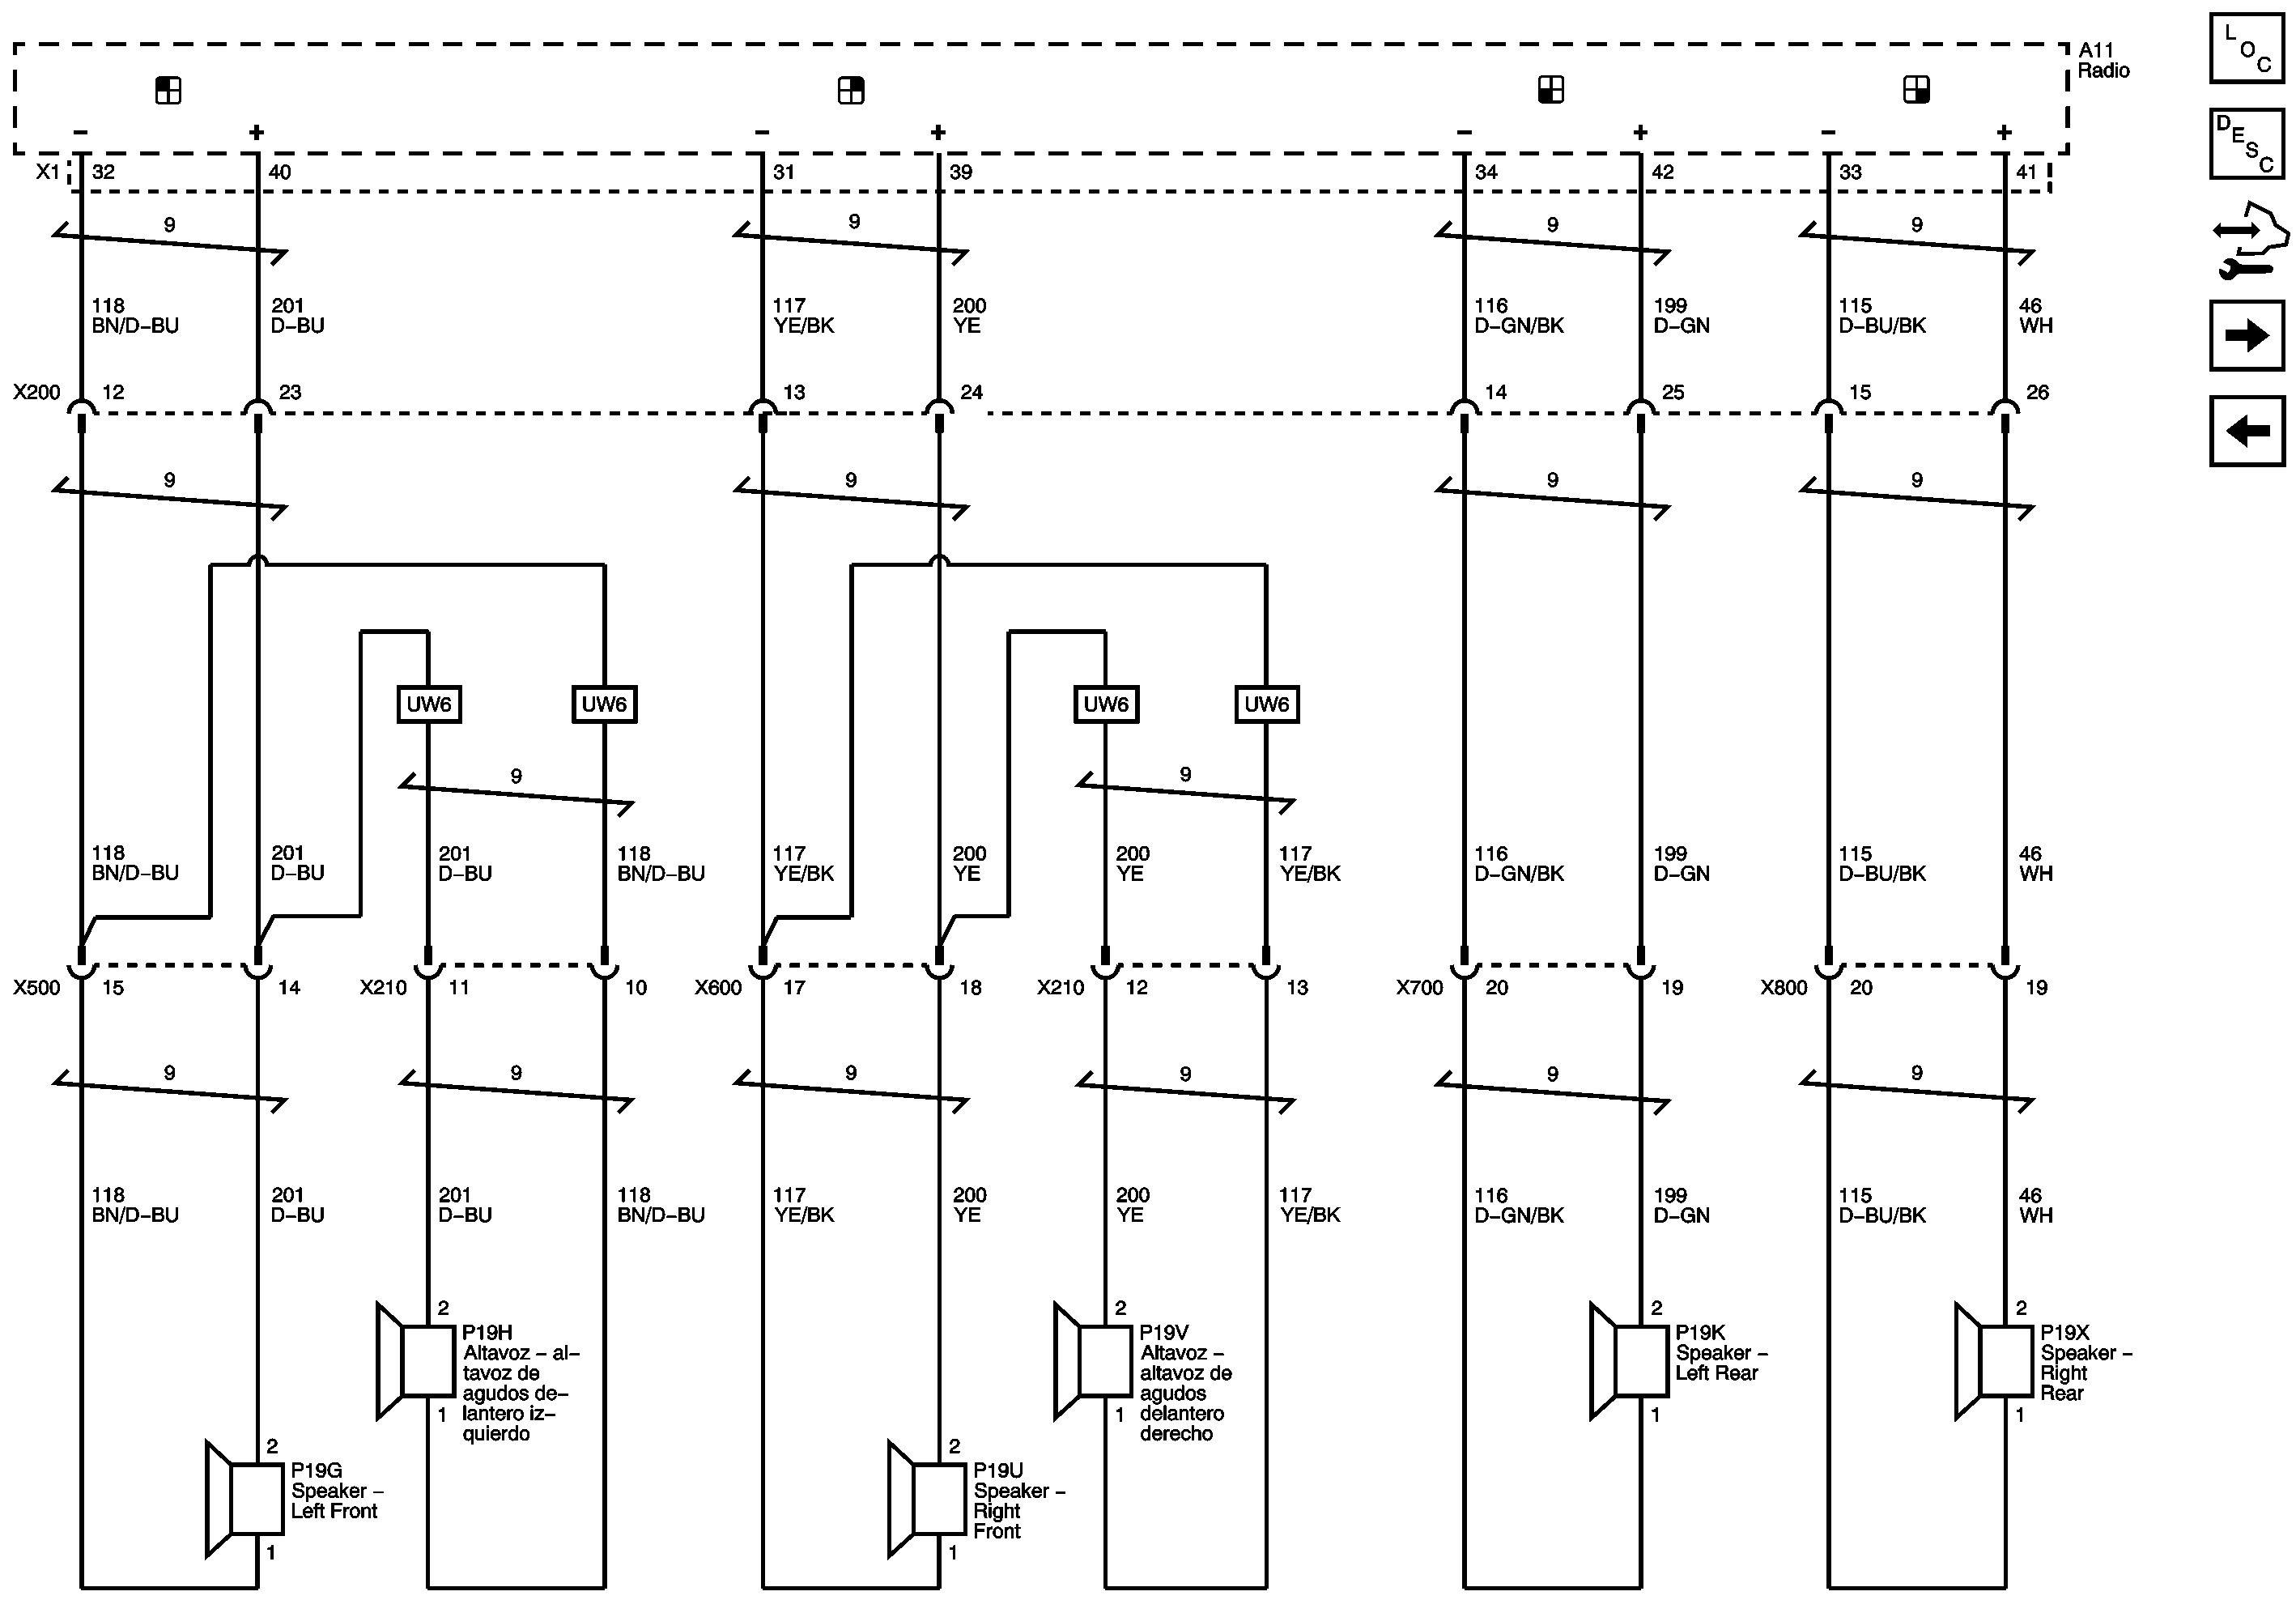 L O C
A11
Radio
− + − + − + − +
D E S C
X1 32 40 31 39 34 42 33 41
9 9 9 9
118 201 117 200 116 199 115 46
BN/D−BU D−BU YE/BK YE D−GN/BK D−GN D−BU/BK WH
X200 12 23 13 24 14 25 15 26
9 9 9 9
UW6 UW6 UW6 UW6
9 9
118 201 201 118 117 200 200 117 116 199 115 46
BN/D−BU D−BU D−BU BN/D−BU YE/BK YE YE YE/BK D−GN/BK D−GN D−BU/BK WH
X500 15 14 X210 11 10 X600 17 18 X210 12 13 X700 20 19 X800 20 19
9 9 9 9 9 9
118 201 201 118 117 200 200 117 116 199 115 46
BN/D−BU D−BU D−BU BN/D−BU YE/BK YE YE YE/BK D−GN/BK D−GN D−BU/BK WH
2
P19H
Altavoz − al−
tavoz de
agudos de−
lantero iz−
quierdo
1
2
P19V
Altavoz −
altavoz de
agudos
delantero
derecho
1
2
P19K
Speaker −
Left Rear
1
2
P19X
Speaker −
Right
Rear
1
2
P19G
Speaker −
Left Front
1
2
P19U
Speaker −
Right
Front
1